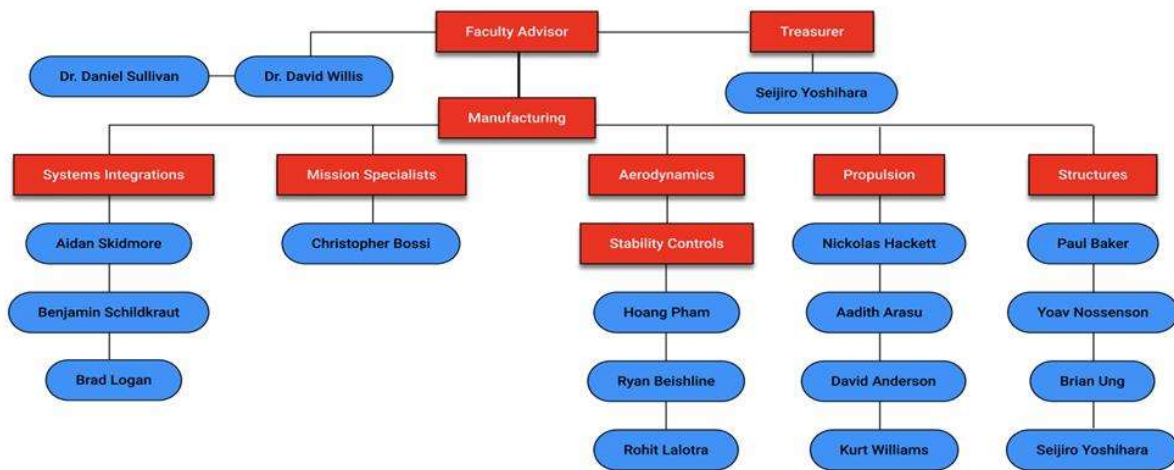 Faculty Advisor
Treasurer
Dr. Daniel Sullivan
Dr. David Willis
Seijiro Yoshihara
Manufacturing
Systems Integrations
Mission Specialists
Aerodynamics
Propulsion
Structures
Aidan Skidmore
Christopher Bossi
Stability Controls
Nickolas Hackett
Paul Baker
Benjamin Schildkraut
Hoang Pham
Aadith Arasu
Yoav Nossenson
Brad Logan
Ryan Beishline
David Anderson
Brian Ung
Rohit Lalotra
Kurt Williams
Seijiro Yoshihara